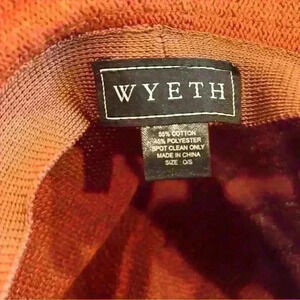 WYETH
55% COTTON
45% POLYESTER
SPOT CLEAN ONLY
MADE IN CHINA
SIZE : O/S